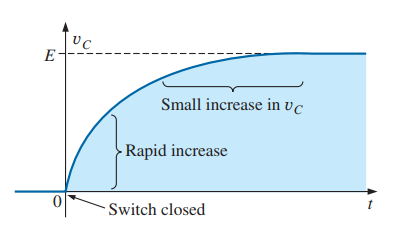 v_C
E
Small increase in v_C
Rapid increase
0
t
Switch closed